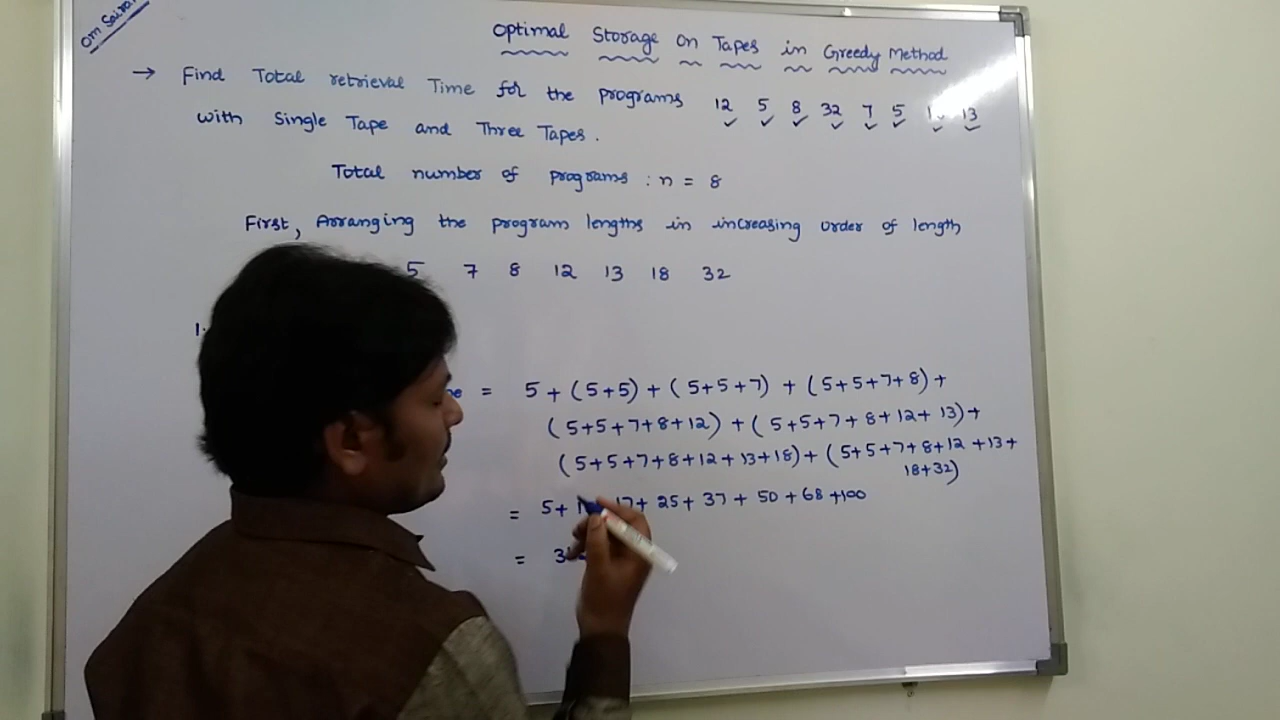 Om Saira
Optimal Storage on Tapes in Greedy Method
→ Find Total retrieval Time for the programs 12 5 8 32 7 5 13
with Single Tape and Three Tapes.
Total number of programs : n = 8
First, Arranging the program lengths in increasing order of length
5 7 8 12 13 18 32
1.
= 5 + (5+5) + (5+5+7) + (5+5+7+8) +
(5+5+7+8+12) + (5+5+7+8+12+13)+
(5+5+7+8+12+13+18)+(5+5+7+8+12+13+
18+32)
= 5+ 17+ 25+ 37+ 50+68+100
= 3